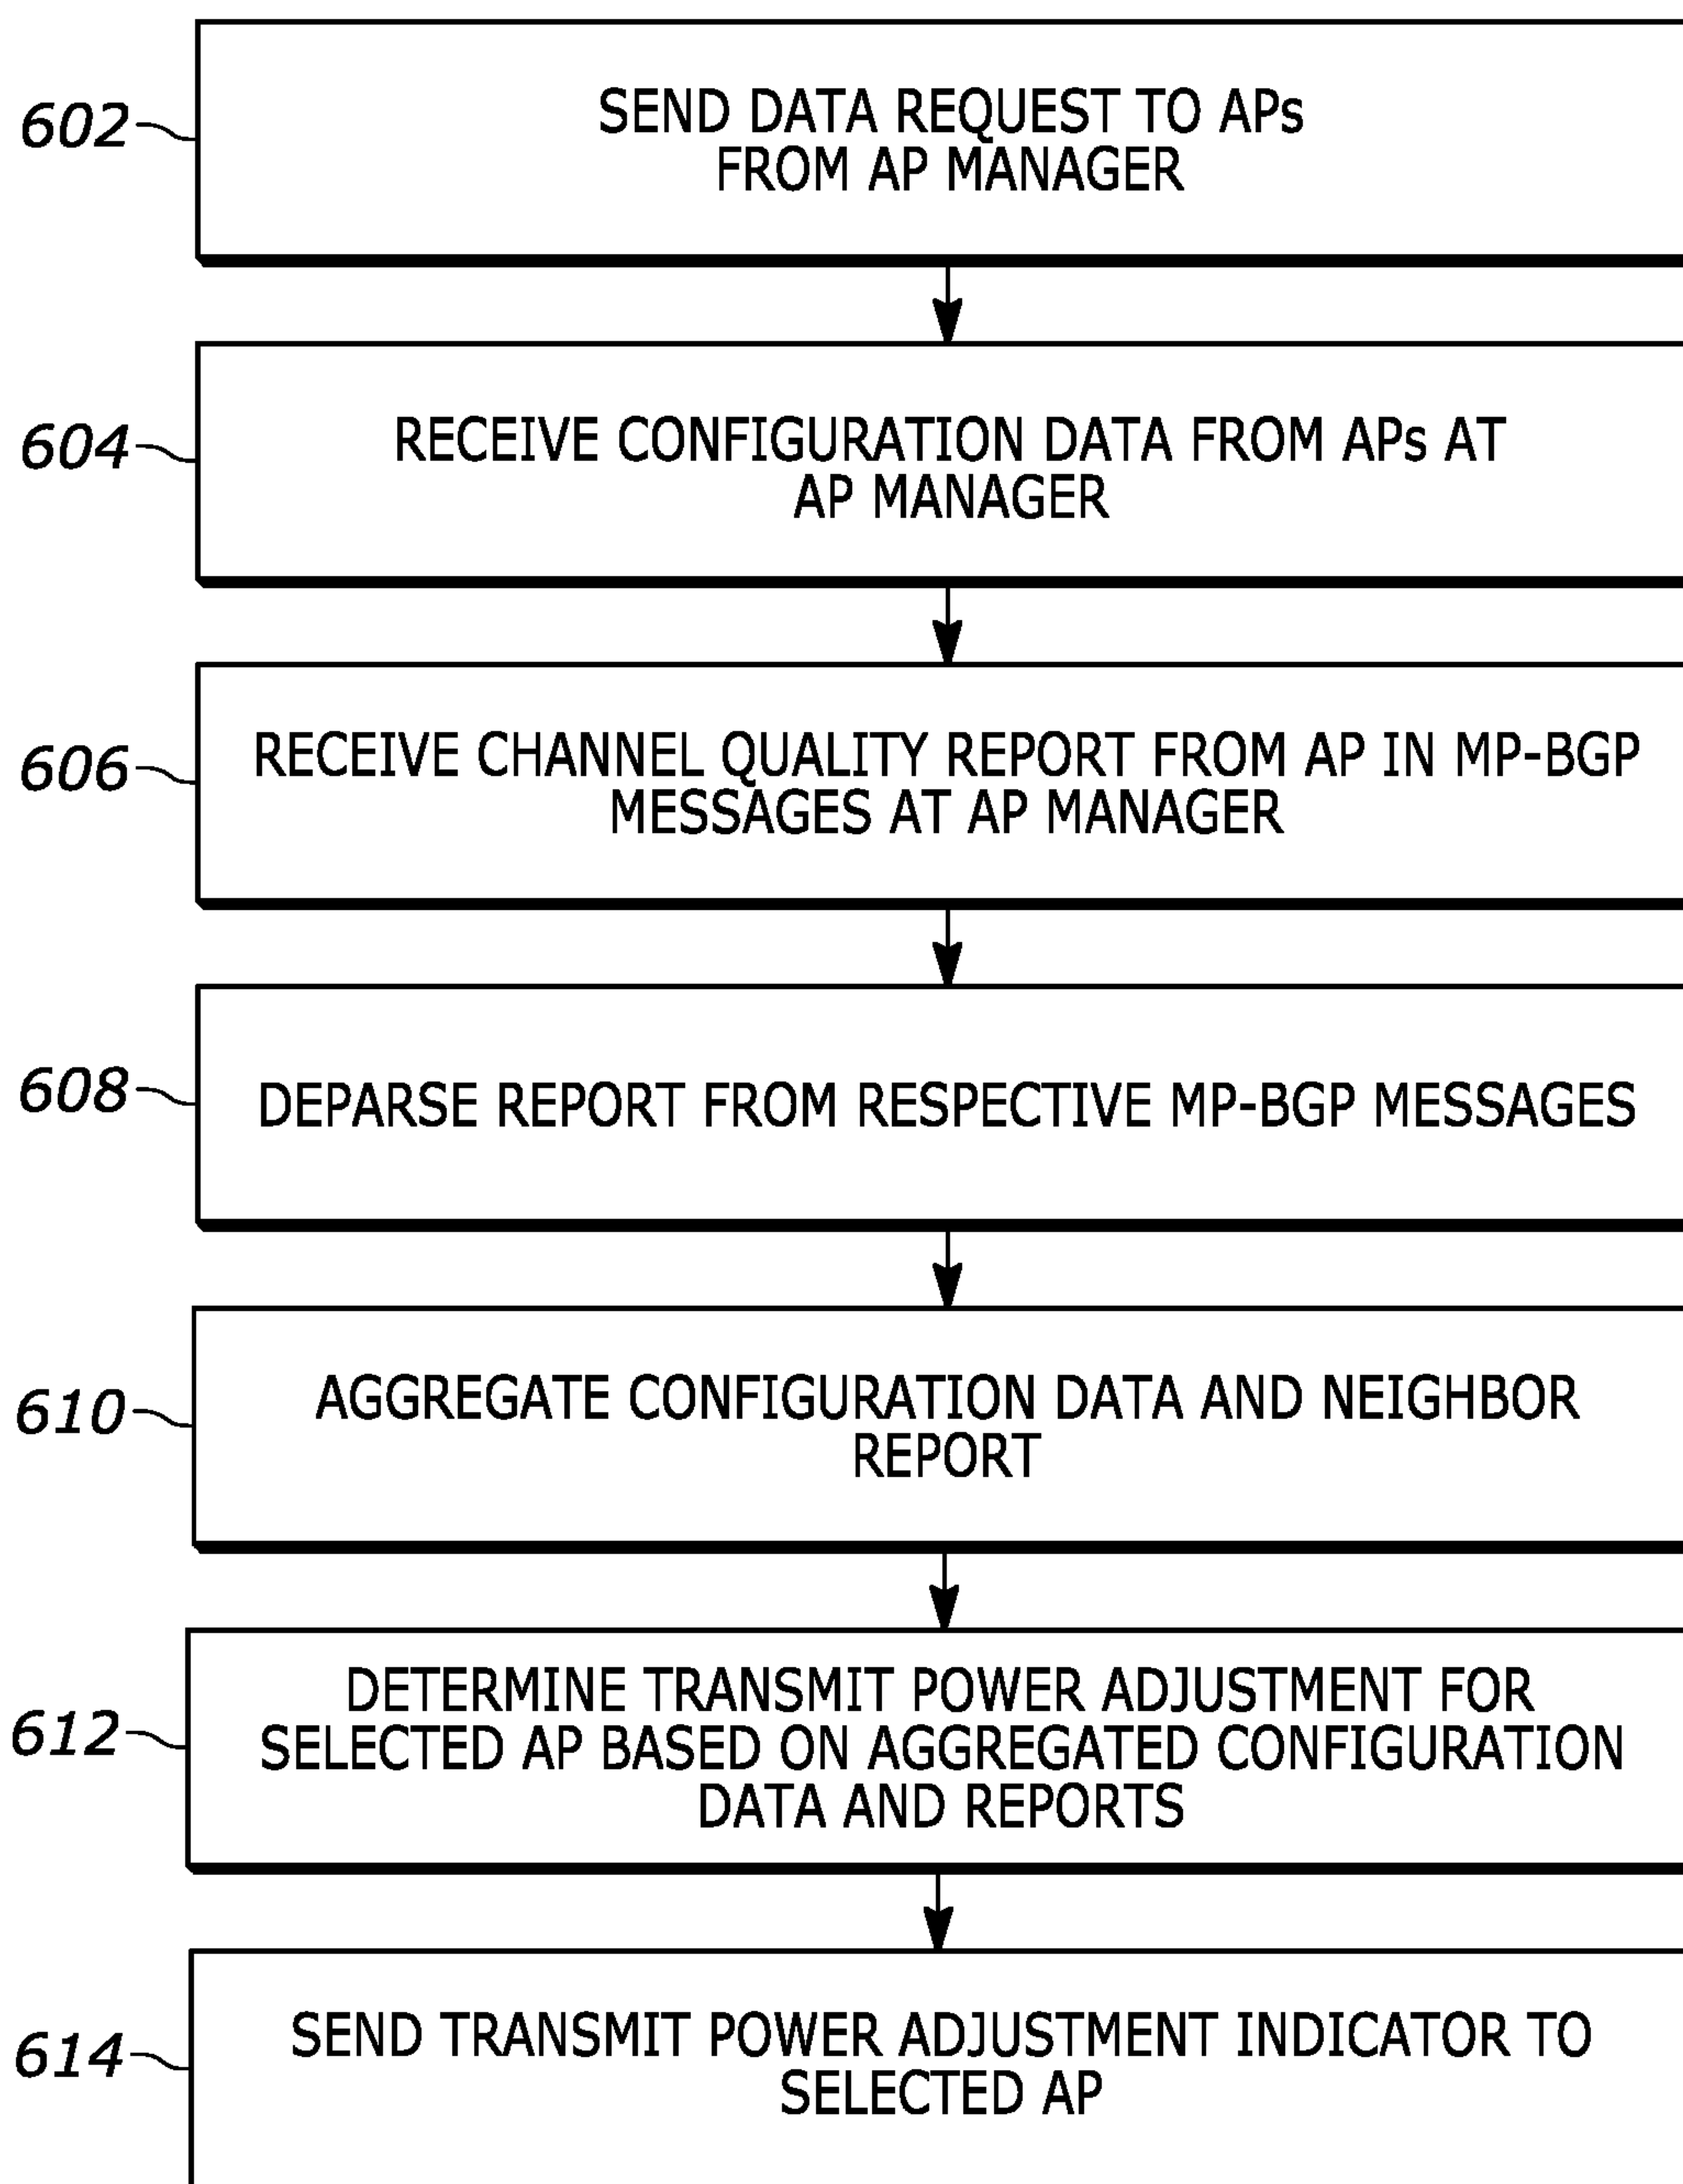 602
SEND DATA REQUEST TO APs
FROM AP MANAGER
604
RECEIVE CONFIGURATION DATA FROM APs AT
AP MANAGER
606
RECEIVE CHANNEL QUALITY REPORT FROM AP IN MP-BGP
MESSAGES AT AP MANAGER
608
DEPARSE REPORT FROM RESPECTIVE MP-BGP MESSAGES
610
AGGREGATE CONFIGURATION DATA AND NEIGHBOR
REPORT
612
DETERMINE TRANSMIT POWER ADJUSTMENT FOR
SELECTED AP BASED ON AGGREGATED CONFIGURATION
DATA AND REPORTS
614
SEND TRANSMIT POWER ADJUSTMENT INDICATOR TO
SELECTED AP